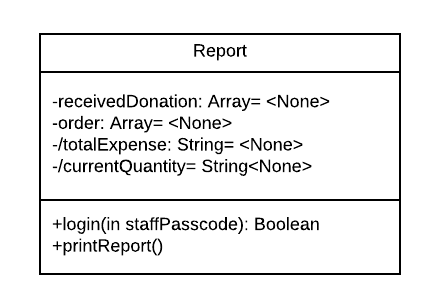 Report
-receivedDonation: Array= <None>
-order: Array= <None>
-/totalExpense: String= <None>
-/currentQuantity= String<None>
+login(in staffPasscode): Boolean
+printReport()